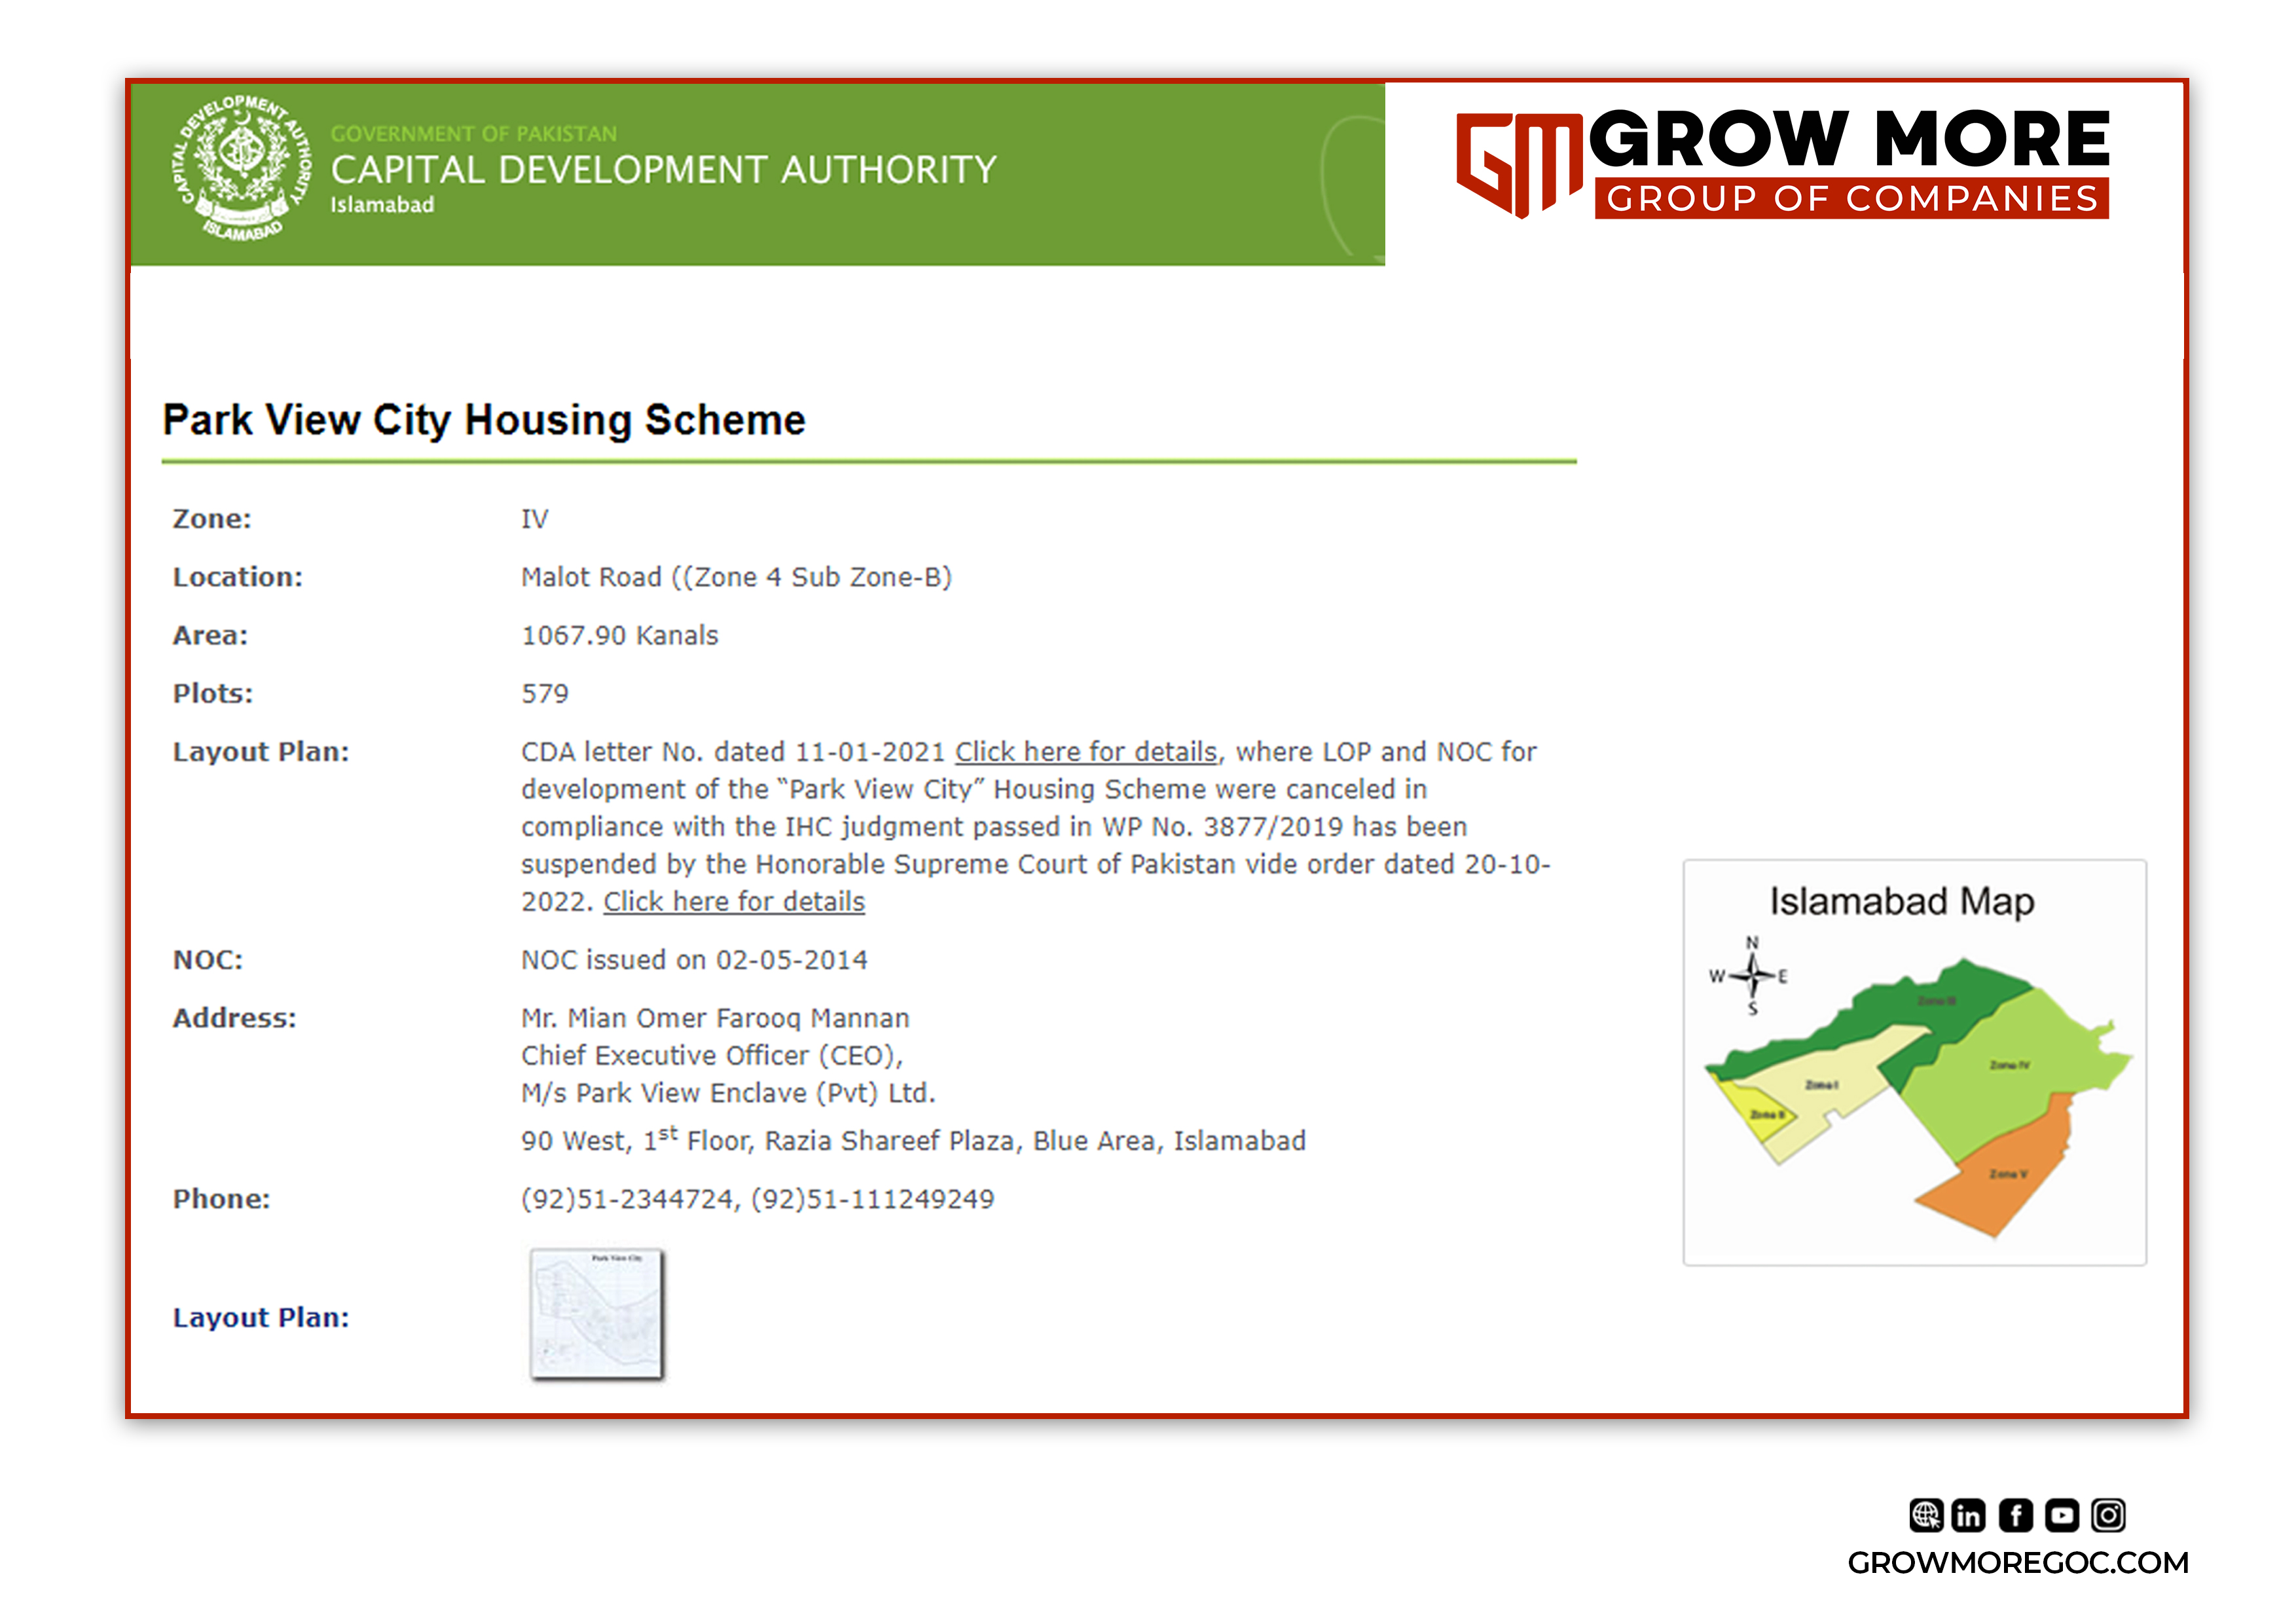 CAPITAL DEVELOPMENT AUTHORITY
ISLAMABAD
GOVERNMENT OF PAKISTAN
CAPITAL DEVELOPMENT AUTHORITY
Islamabad
GM GROW MORE
GROUP OF COMPANIES
Park View City Housing Scheme
Zone: IV
Location: Malot Road ((Zone 4 Sub Zone-B)
Area: 1067.90 Kanals
Plots: 579
Layout Plan: CDA letter No. dated 11-01-2021 Click here for details, where LOP and NOC for
development of the “Park View City” Housing Scheme were canceled in
compliance with the IHC judgment passed in WP No. 3877/2019 has been
suspended by the Honorable Supreme Court of Pakistan vide order dated 20-10-
2022. Click here for details
NOC: NOC issued on 02-05-2014
Address: Mr. Mian Omer Farooq Mannan
Chief Executive Officer (CEO),
M/s Park View Enclave (Pvt) Ltd.
90 West, 1st Floor, Razia Shareef Plaza, Blue Area, Islamabad
Phone: (92)51-2344724, (92)51-111249249
Layout Plan:
Park View City
Islamabad Map
N
W E
S
Zone III
Zone IV
Zone I
Zone II
Zone V
GROWMOREGOC.COM